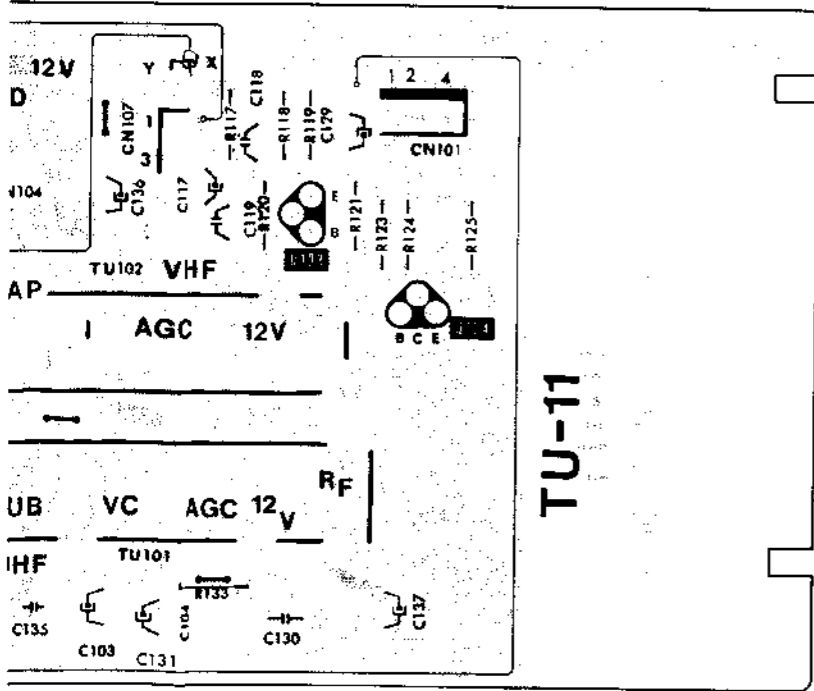 12V
Y X
D
CN107
1
3
R117
C118
R118
R119
C129
1 2 4
CN101
C136
C117
C119
R120
E
B
R121
R123
R124
R125
TU102 VHF
AP
AGC 12V
B C E
TU-11
RF
UB VC AGC 12V
TU101
HF
R133
C135
C103
C131
C104
C130
C137